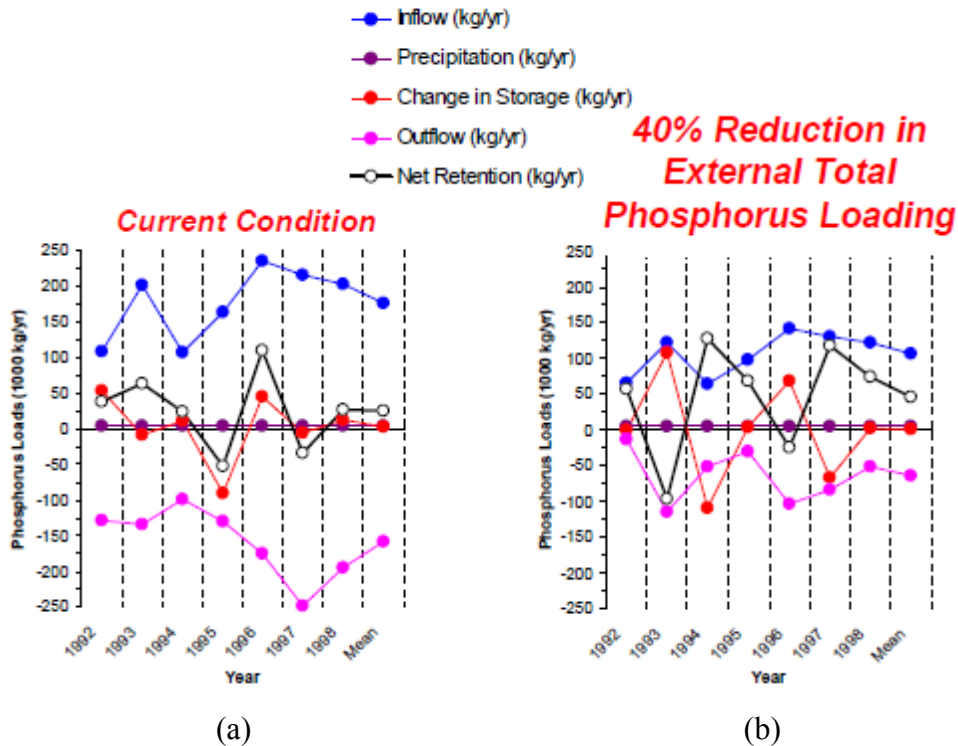 Inflow (kg/yr)
Precipitation (kg/yr)
Change in Storage (kg/yr)
Outflow (kg/yr)
Net Retention (kg/yr)
40% Reduction in
External Total
Phosphorus Loading
Current Condition
Phosphorus Loads (1000 kg/yr)
250
200
150
100
50
0
-50
-100
-150
-200
-250
1992
1993
1994
1995
1996
1997
1998
Mean
Year
(a)
Phosphorus Loads (1000 kg/yr)
250
200
150
100
50
0
-50
-100
-150
-200
-250
1992
1993
1994
1995
1996
1997
1998
Mean
Year
(b)